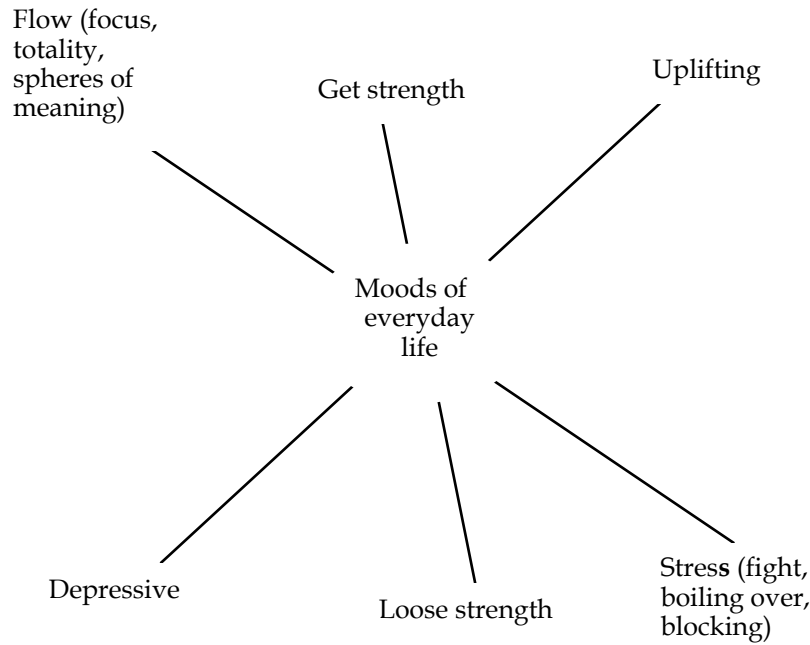 Flow (focus,
totality,
spheres of
meaning)
Get strength
Uplifting
Moods of
everyday
life
Depressive
Loose strength
Stress (fight,
boiling over,
blocking)